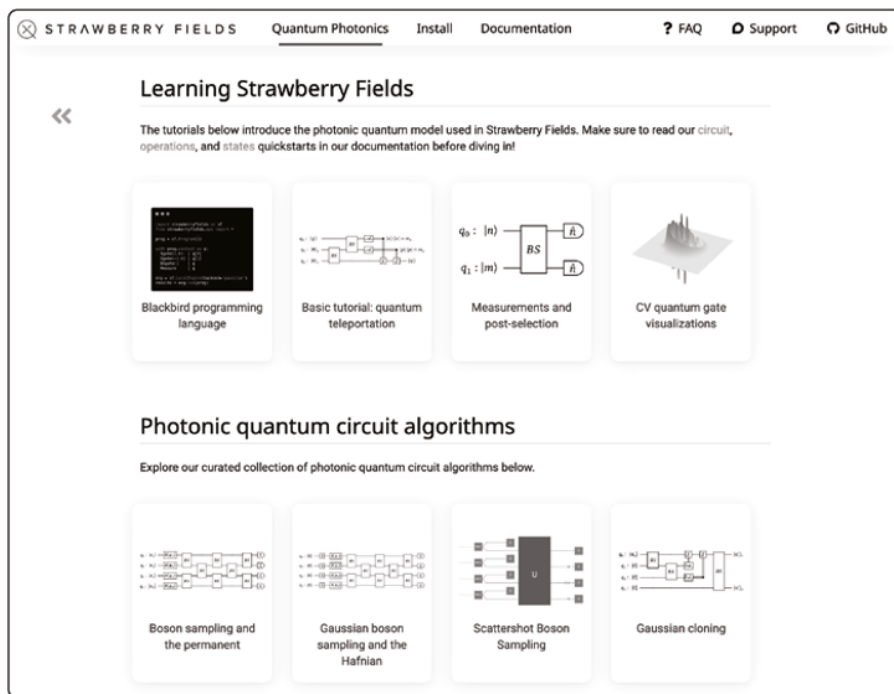 STRAWBERRY FIELDS Quantum Photonics Install Documentation ? FAQ Support GitHub
Learning Strawberry Fields
The tutorials below introduce the photonic quantum model used in Strawberry Fields. Make sure to read our circuit,
operations, and states quickstarts in our documentation before diving in!
q₀ : |n⟩ BS n̂
q₁ : |m⟩ n̂
Blackbird programming
language
Basic tutorial: quantum
teleportation
Measurements and
post-selection
CV quantum gate
visualizations
Photonic quantum circuit algorithms
Explore our curated collection of photonic quantum circuit algorithms below.
U
Boson sampling and
the permanent
Gaussian boson
sampling and the
Hafnian
Scattershot Boson
Sampling
Gaussian cloning